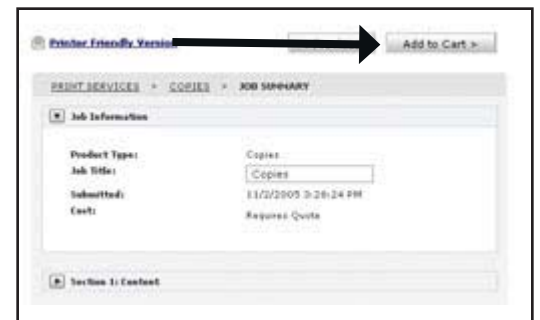 Printer Friendly Version
Add to Cart >
PRINT SERVICES > COPIES > JOB SUMMARY
Job Information
Product Type: Copies
Job Title: Copies
Submitted: 11/2/2005 3:26:24 PM
Cost: Requires Quote
Section 1: Content